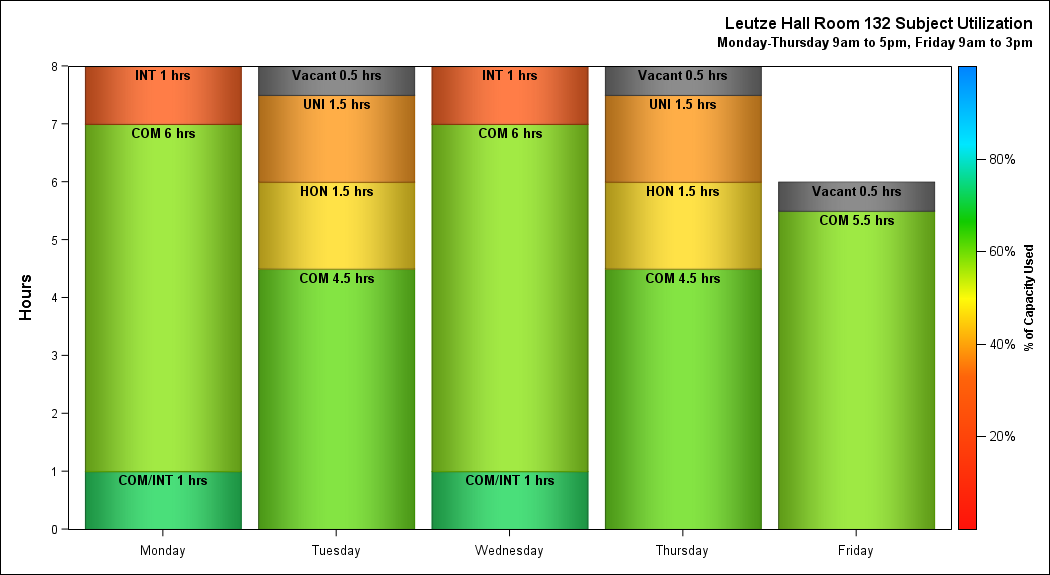 Leutze Hall Room 132 Subject Utilization
Monday-Thursday 9am to 5pm, Friday 9am to 3pm
Hours
8
7
6
5
4
3
2
1
0
INT 1 hrs
COM 6 hrs
COM/INT 1 hrs
Vacant 0.5 hrs
UNI 1.5 hrs
HON 1.5 hrs
COM 4.5 hrs
INT 1 hrs
COM 6 hrs
COM/INT 1 hrs
Vacant 0.5 hrs
UNI 1.5 hrs
HON 1.5 hrs
COM 4.5 hrs
Vacant 0.5 hrs
COM 5.5 hrs
Monday
Tuesday
Wednesday
Thursday
Friday
80%
60%
40%
20%
% of Capacity Used